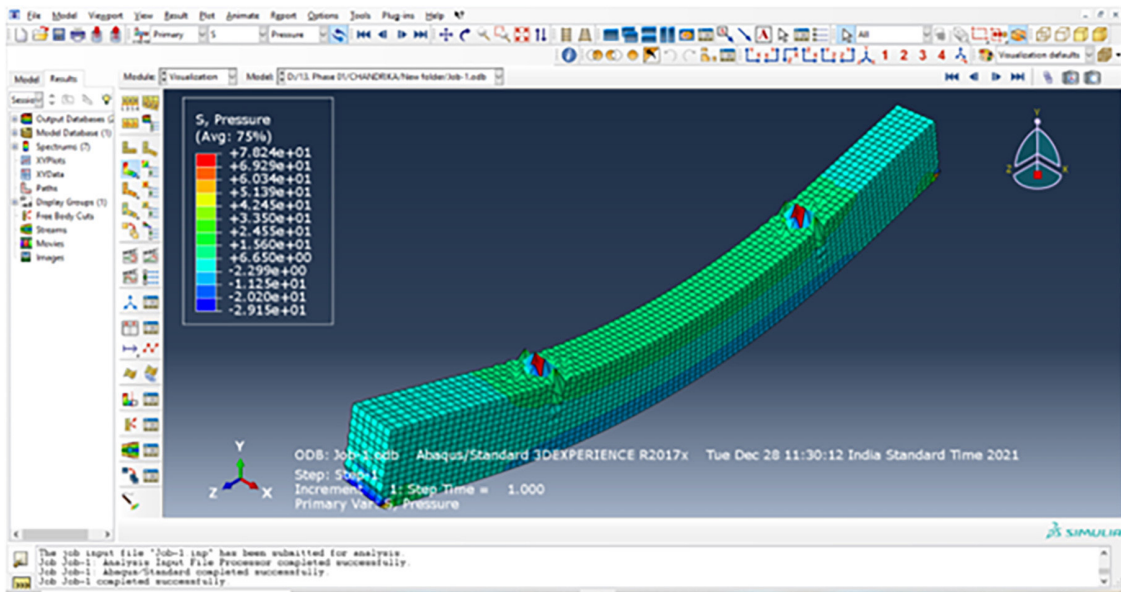 File Model Viewport View Result Plot Animate Report Options Tools Plug-ins Help
Primary S Pressure All
1 2 3 4 Visualization defaults
Model Results Module: Visualization Model: D:/13. Phase 01/CHANDRIKA/New folder/Job-1.odb
Output Databases
Model Database (1)
Spectrums (7)
XYPlots
XYData
Paths
Display Groups (1)
Free Body Cuts
Streams
Movies
Images
S, Pressure
(Avg: 75%)
+7.824e+01
+6.929e+01
+6.034e+01
+5.139e+01
+4.245e+01
+3.350e+01
+2.455e+01
+1.560e+01
+6.650e+00
-2.299e+00
-1.125e+01
-2.020e+01
-2.915e+01
Y
Z X
Y
Z X
ODB: Job-1.odb Abaqus/Standard 3DEXPERIENCE R2017x Tue Dec 28 11:30:12 India Standard Time 2021
Step: Step-1
Increment 1: Step Time = 1.000
Primary Var: S, Pressure
SIMULIA
The job input file "Job-1.inp" has been submitted for analysis.
Job Job-1: Analysis Input File Processor completed successfully.
Job Job-1: Abaqus/Standard completed successfully.
Job Job-1 completed successfully.